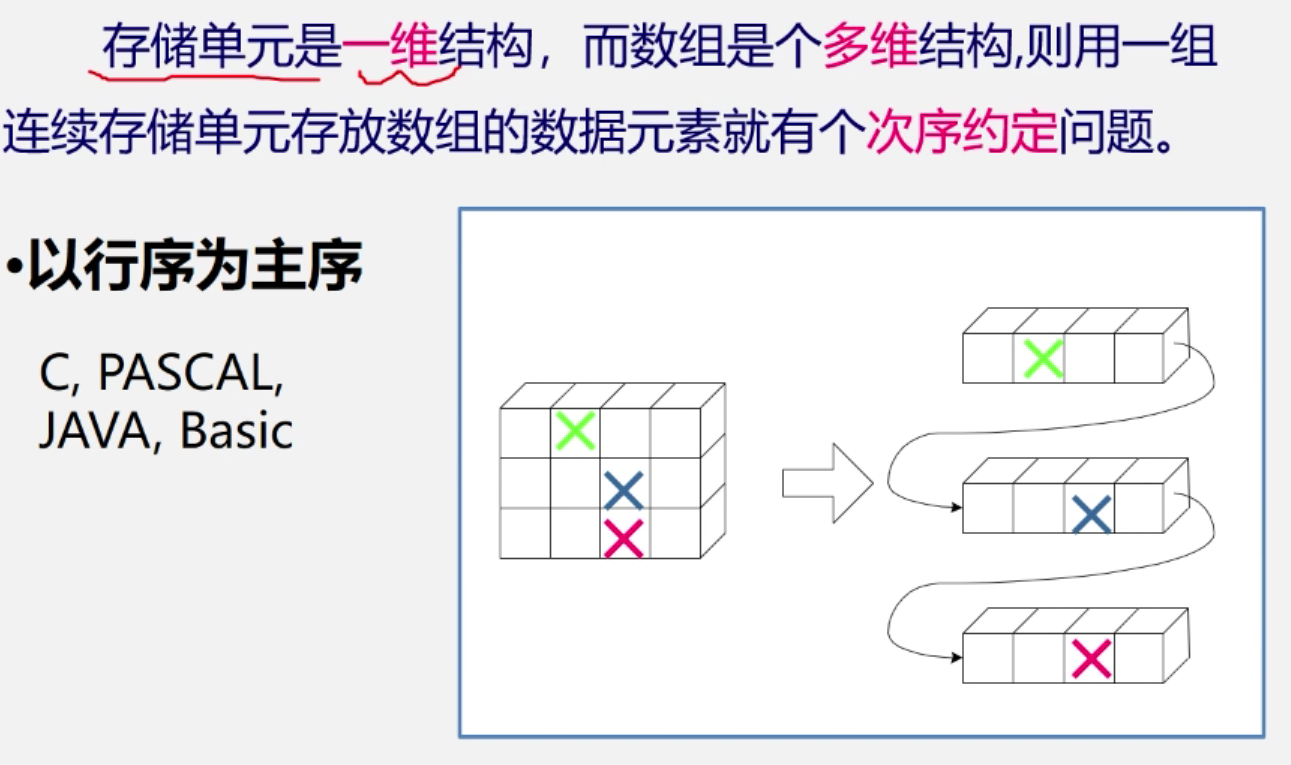 存储单元是一维结构，而数组是个多维结构,则用一组
连续存储单元存放数组的数据元素就有个次序约定问题。
•以行序为主序
C, PASCAL,
JAVA, Basic